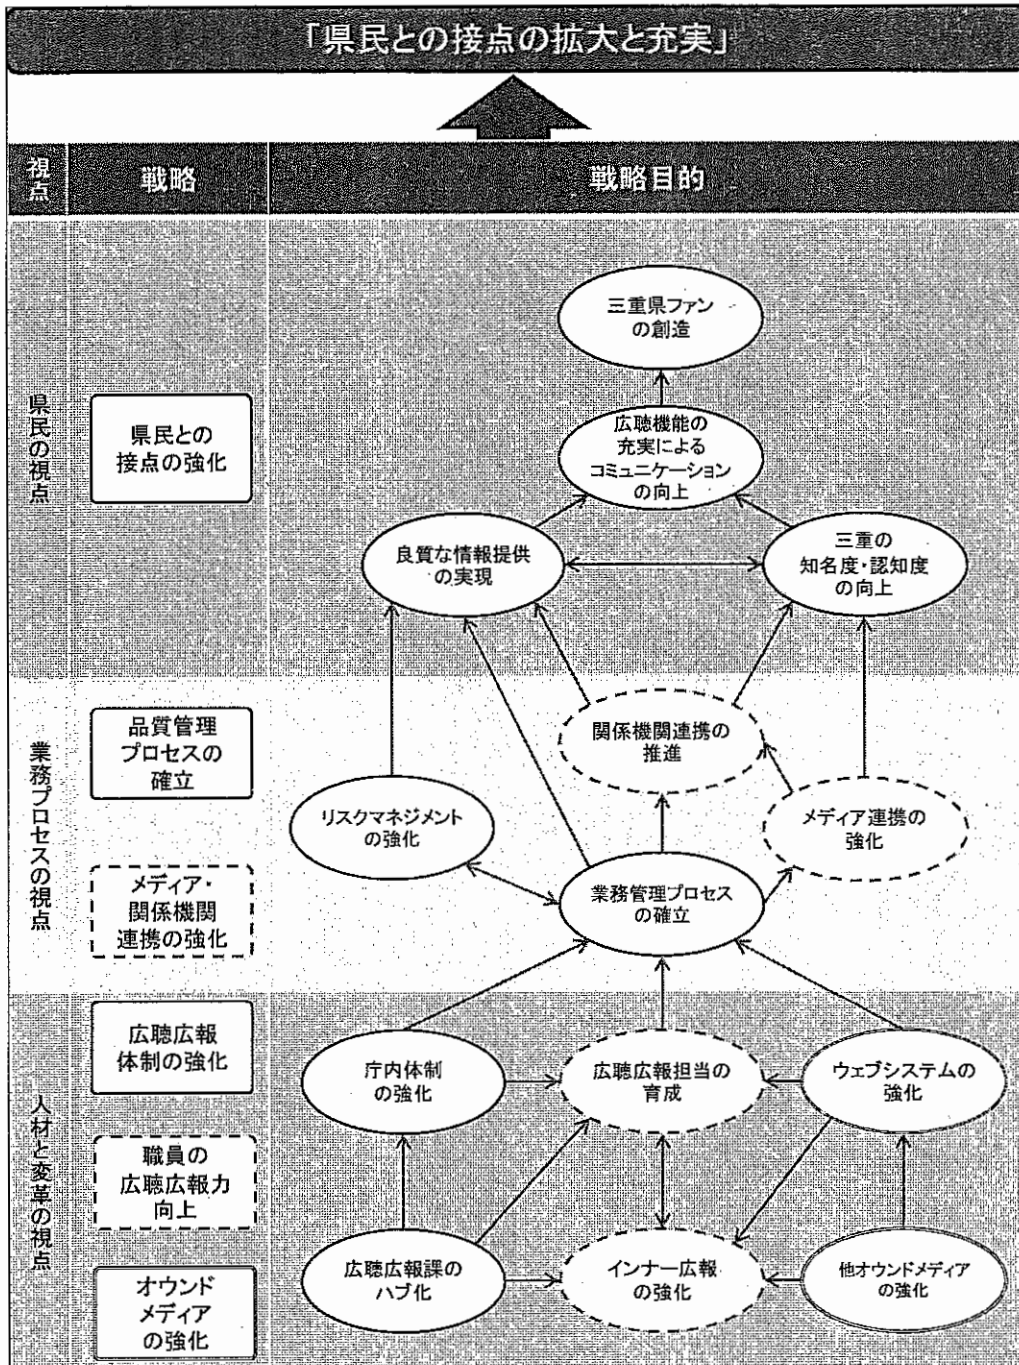 「県民との接点の拡大と充実」
視点
戦略
戦略目的
県民の視点
県民との
接点の強化
三重県ファン
の創造
広聴機能の
充実による
コミュニケーション
の向上
良質な情報提供
の実現
三重の
知名度・認知度
の向上
業務プロセスの視点
品質管理
プロセスの
確立
メディア・
関係機関
連携の強化
関係機関連携の
推進
リスクマネジメント
の強化
メディア連携の
強化
業務管理プロセス
の確立
人材と変革の視点
広聴広報
体制の強化
職員の
広聴広報力
向上
オウンド
メディア
の強化
庁内体制
の強化
広聴広報担当の
育成
ウェブシステムの
強化
広聴広報課の
ハブ化
インナー広報
の強化
他オウンドメディア
の強化